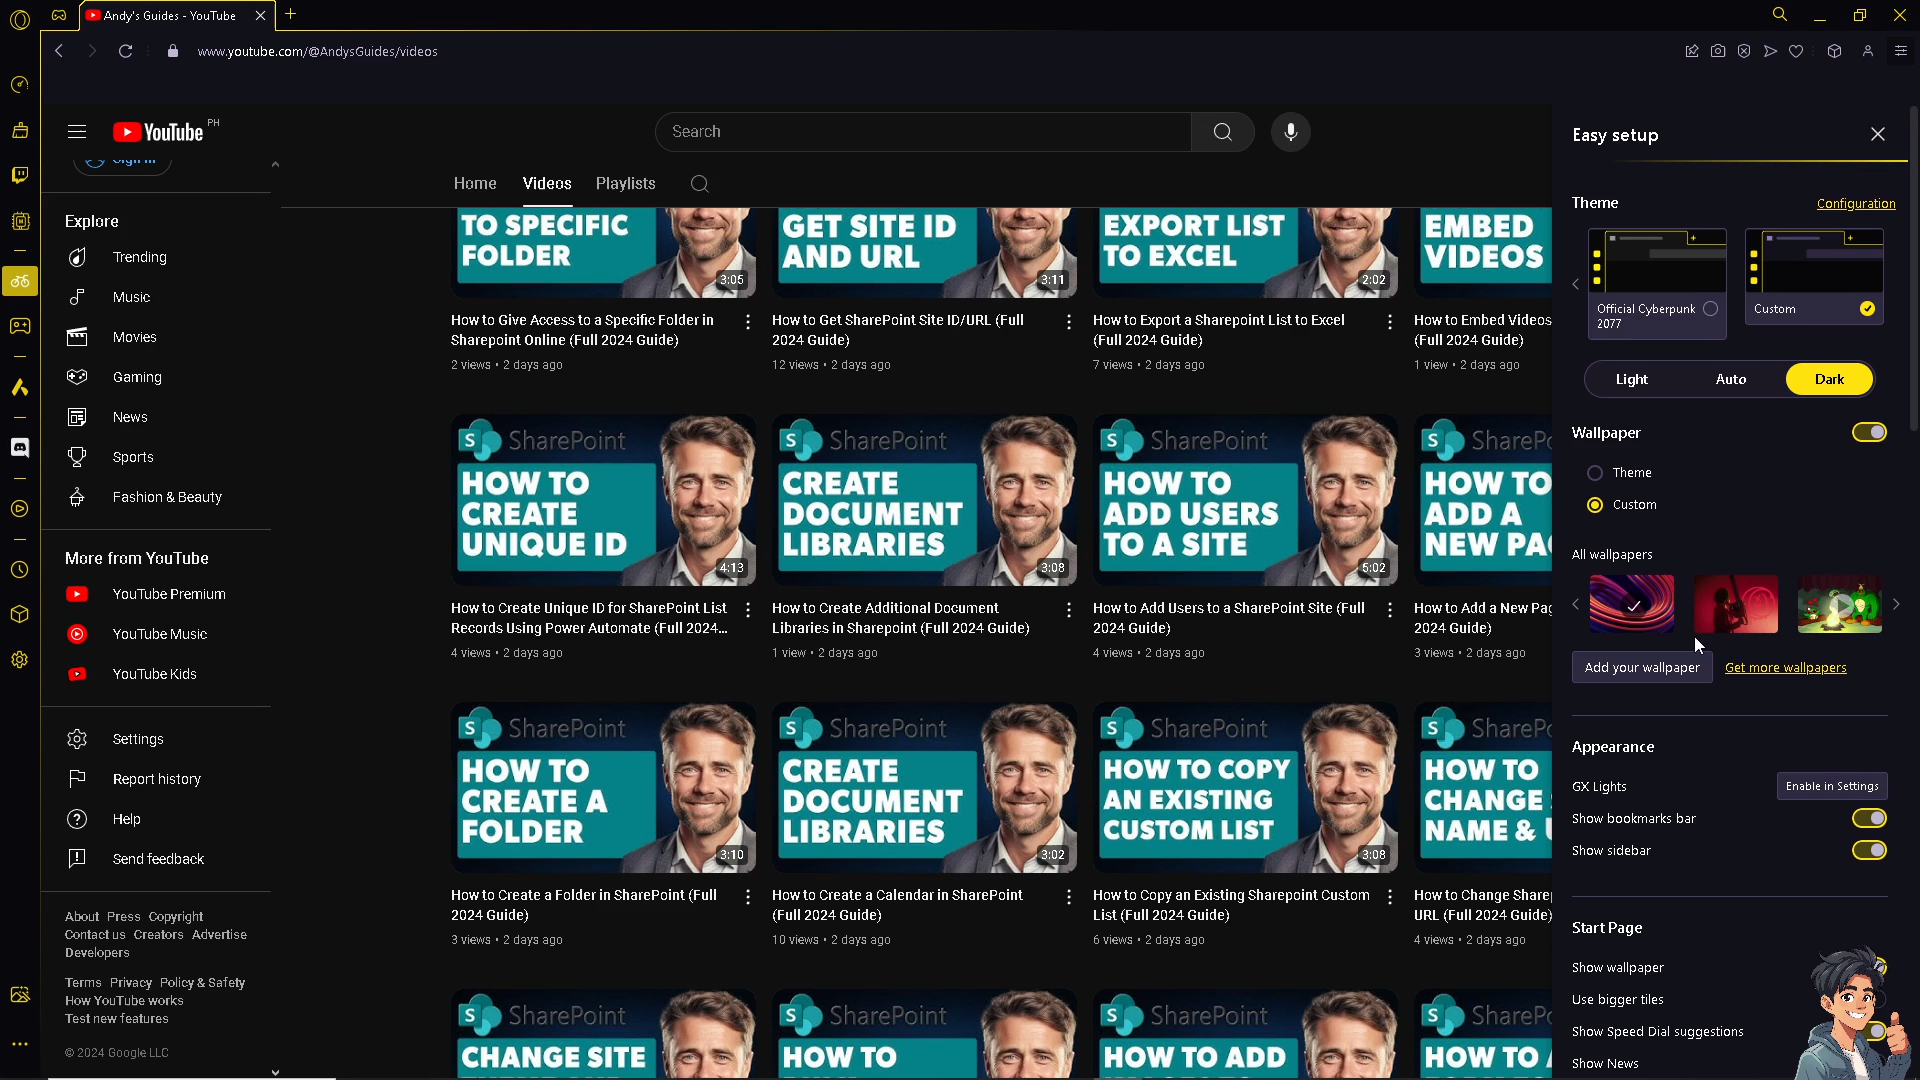 Andy's Guides - YouTube
www.youtube.com/@AndysGuides/videos
YouTube PH
Search
Sign in
Home Videos Playlists
Explore
Trending
Music
Movies
Gaming
News
Sports
Fashion & Beauty
More from YouTube
YouTube Premium
YouTube Music
YouTube Kids
Settings
Report history
Help
Send feedback
About Press Copyright
Contact us Creators Advertise
Developers
Terms Privacy Policy & Safety
How YouTube works
Test new features
© 2024 Google LLC
TO SPECIFIC
FOLDER
3:05
How to Give Access to a Specific Folder in
Sharepoint Online (Full 2024 Guide)
2 views • 2 days ago
GET SITE ID
AND URL
3:11
How to Get SharePoint Site ID/URL (Full
2024 Guide)
12 views • 2 days ago
EXPORT LIST
TO EXCEL
2:02
How to Export a Sharepoint List to Excel
(Full 2024 Guide)
7 views • 2 days ago
EMBED
VIDEOS
How to Embed Videos
(Full 2024 Guide)
1 view • 2 days ago
S SharePoint
HOW TO
CREATE
UNIQUE ID
4:13
How to Create Unique ID for SharePoint List
Records Using Power Automate (Full 2024...
4 views • 2 days ago
S SharePoint
CREATE
DOCUMENT
LIBRARIES
3:08
How to Create Additional Document
Libraries in Sharepoint (Full 2024 Guide)
1 view • 2 days ago
S SharePoint
HOW TO
ADD USERS
TO A SITE
5:02
How to Add Users to a SharePoint Site (Full
2024 Guide)
4 views • 2 days ago
S SharePo
HOW TO
ADD A
NEW PA
How to Add a New Pag
2024 Guide)
3 views • 2 days ago
S SharePoint
HOW TO
CREATE A
FOLDER
3:10
How to Create a Folder in SharePoint (Full
2024 Guide)
3 views • 2 days ago
S SharePoint
CREATE
DOCUMENT
LIBRARIES
3:02
How to Create a Calendar in SharePoint
(Full 2024 Guide)
10 views • 2 days ago
S SharePoint
HOW TO COPY
AN EXISTING
CUSTOM LIST
3:08
How to Copy an Existing Sharepoint Custom
List (Full 2024 Guide)
6 views • 2 days ago
S SharePo
HOW TO
CHANGE
NAME & U
How to Change Sharep
URL (Full 2024 Guide)
4 views • 2 days ago
S SharePoint
CHANGE SITE
S SharePoint
HOW TO
S SharePoint
HOW TO ADD
S SharePo
HOW TO
Easy setup
Theme Configuration
Official Cyberpunk
2077
Custom
Light Auto Dark
Wallpaper
Theme
Custom
All wallpapers
Add your wallpaper Get more wallpapers
Appearance
GX Lights Enable in Settings
Show bookmarks bar
Show sidebar
Start Page
Show wallpaper
Use bigger tiles
Show Speed Dial suggestions
Show News